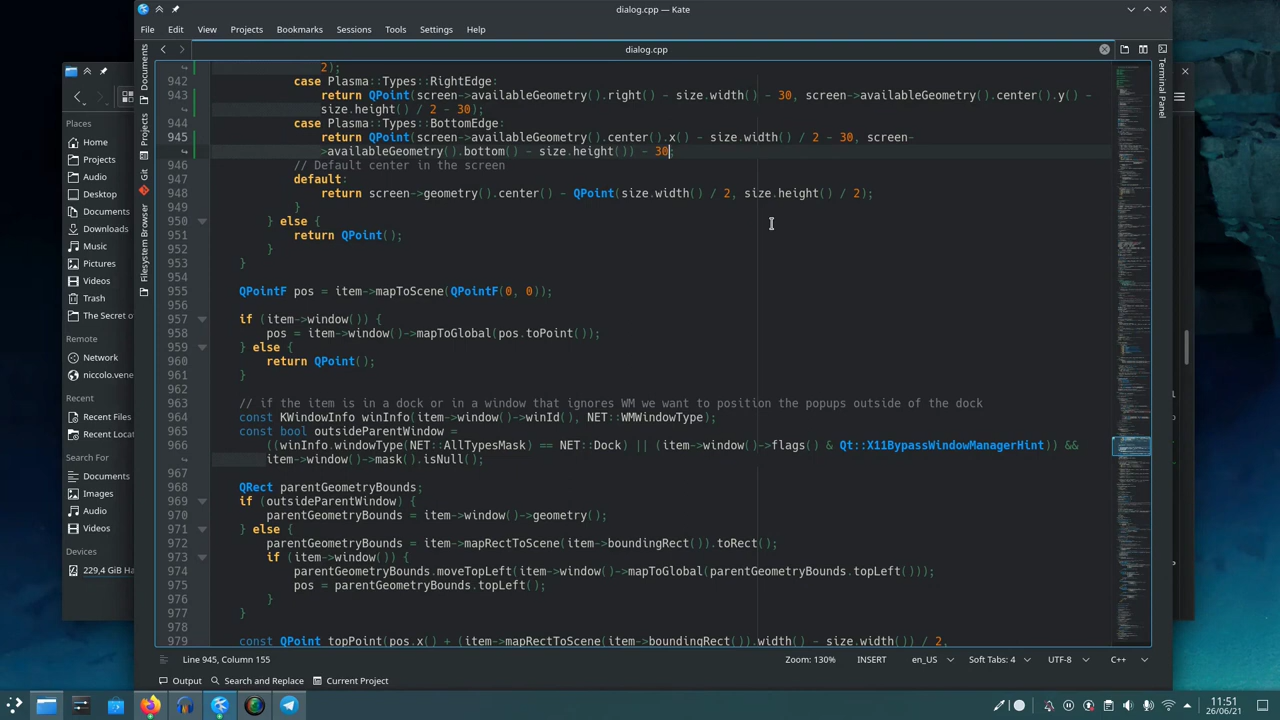 dialog.cpp — Kate
File Edit View Projects Bookmarks Sessions Tools Settings Help
dialog.cpp
2);
942 case Plasma::Types::RightEdge:
943 return QPoint(screen->availableGeometry().right() - size.width() - 30, screen->availableGeometry().center().y() -
size.height() / 2 - 30);
944 case Plasma::Types::BottomEdge:
945 return QPoint(screen->availableGeometry().center().x() - size.width() / 2 - 30, screen-
>availableGeometry().bottom() - size.height()) - 30
946 // Default center in the screen
947 default:
948 return screen->geometry().center() - QPoint(size.width() / 2, size.height() / 2);
949 }
950 } else {
951 return QPoint();
952 }
953 }
954
955 QPointF pos = item->mapToScene(QPointF(0, 0));
956
957 if (item->window()) {
958 pos = item->window()->mapToGlobal(pos.toPoint());
959 } else {
960 return QPoint();
961 }
962
963 //if the item is in a dock or in a window that ignores WM we want to position the popups outside of the dock
964 const KWindowInfo winInfo(item->window()->winId(), NET::WMWindowType);
965 const bool outsideParentWindow =
966 ((winInfo.windowType(NET::AllTypesMask) == NET::Dock) || (item->window()->flags() & Qt::X11BypassWindowManagerHint)) &&
item->window()->mask().isNull();
967
968 QRect parentGeometryBounds;
969 if (outsideParentWindow) {
970 parentGeometryBounds = item->window()->geometry();
971 } else {
972 parentGeometryBounds = item->mapRectToScene(item->boundingRect()).toRect();
973 if (item->window()) {
974 parentGeometryBounds.moveTopLeft(item->window()->mapToGlobal(parentGeometryBounds.topLeft()));
975 pos = parentGeometryBounds.topLeft();
976 }
977 }
978
979 const QPoint topPoint(pos.x() + (item->mapRectToScene(item->boundingRect()).width() - size.width()) / 2,
Documents
Projects
Git
Filesystem Browser
Terminal Panel
Places
Home
Projects
Audio
Desktop
Documents
Downloads
Music
Pictures
Videos
Trash
The Secret o
Remote
Network
niccolo.vene
Recent
Recent Files
Recent Locat
Search For
Documents
Images
Audio
Videos
Devices
229,4 GiB Ha
Line 945, Column 155 Zoom: 130% INSERT en_US Soft Tabs: 4 UTF-8 C++
Output Search and Replace Current Project
11:51
26/06/21